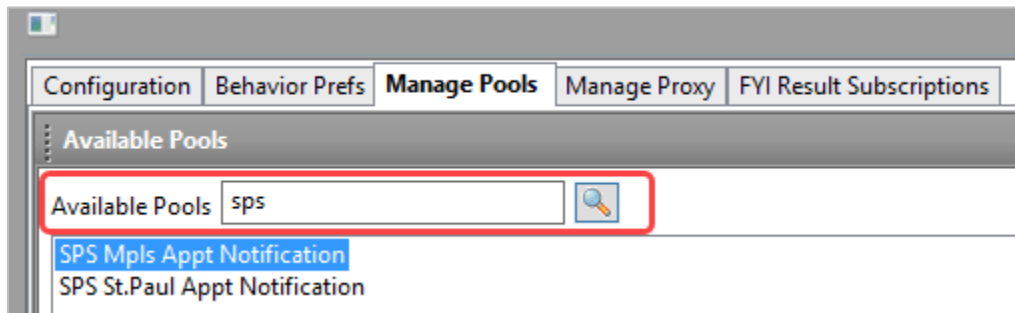 Configuration Behavior Prefs Manage Pools Manage Proxy FYI Result Subscriptions
Available Pools
Available Pools sps
SPS Mpls Appt Notification
SPS St.Paul Appt Notification